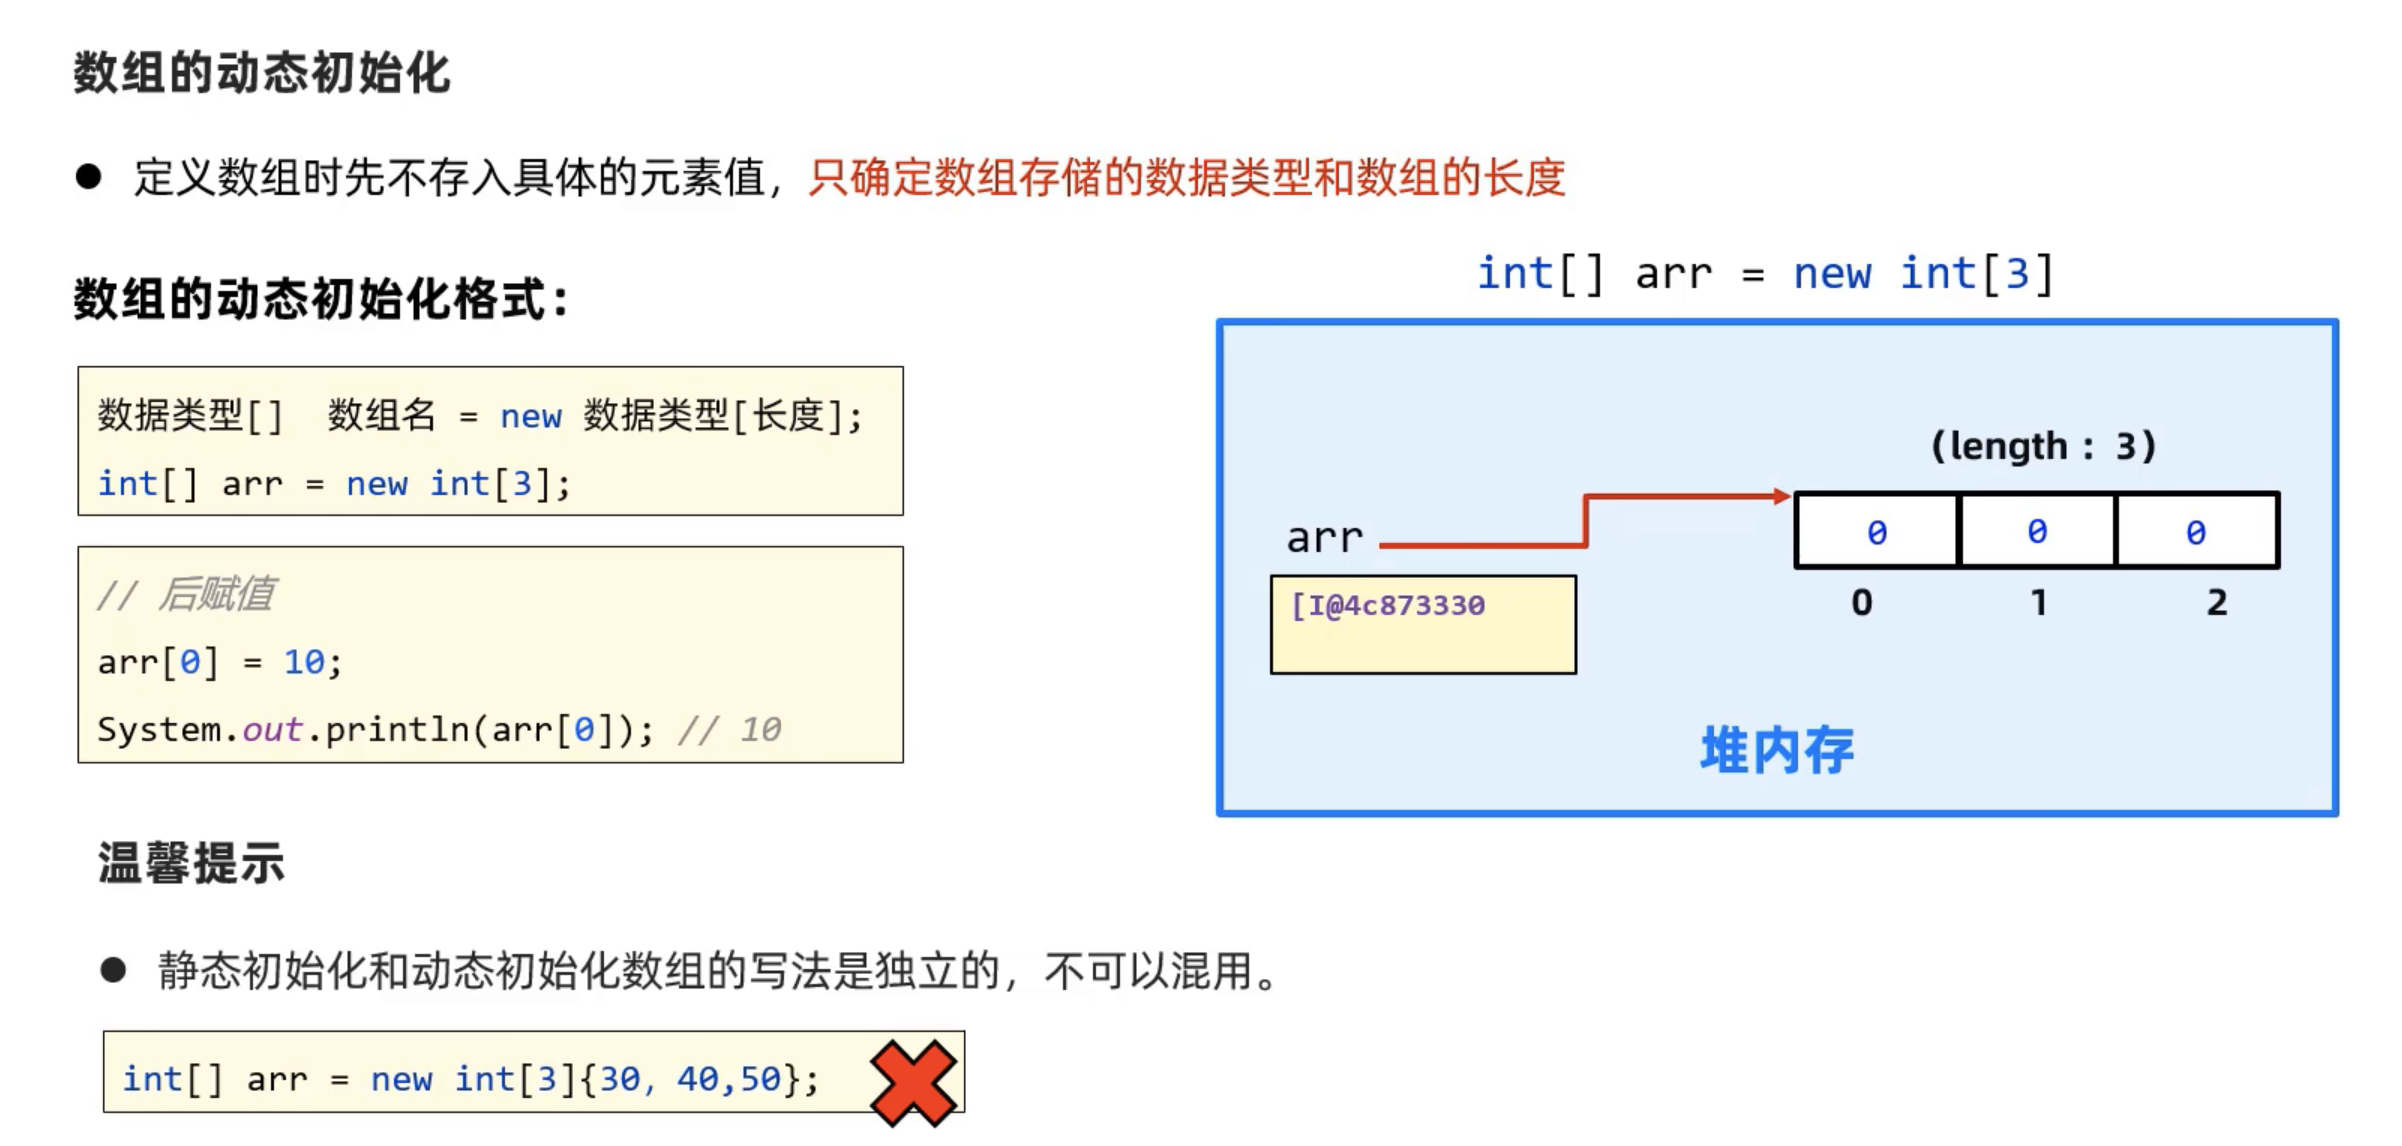 数组的动态初始化
● 定义数组时先不存入具体的元素值，只确定数组存储的数据类型和数组的长度
数组的动态初始化格式：
数据类型[]  数组名 = new 数据类型[长度];
int[] arr = new int[3];
// 后赋值
arr[0] = 10;
System.out.println(arr[0]); // 10
int[] arr = new int[3]
(length : 3)
arr
0 0 0
0 1 2
[I@4c873330
堆内存
温馨提示
● 静态初始化和动态初始化数组的写法是独立的，不可以混用。
int[] arr = new int[3]{30, 40,50};